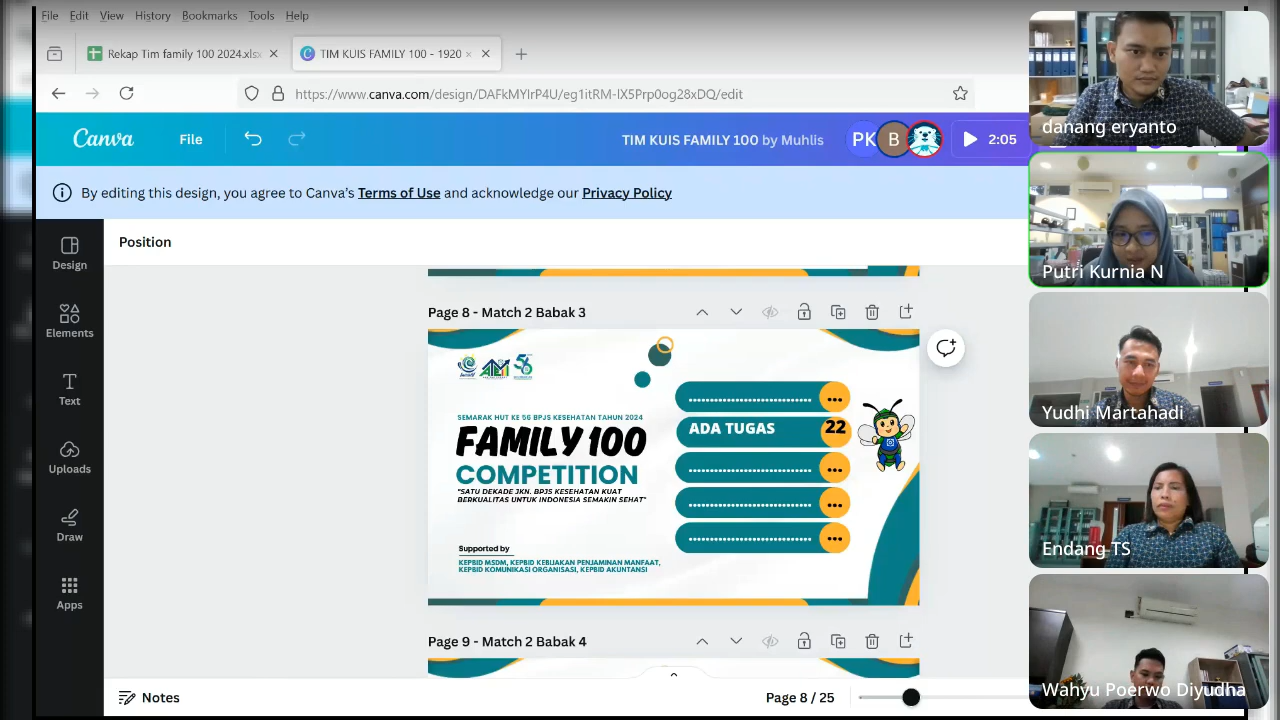 File Edit View History Bookmarks Tools Help
Rekap Tim family 100 2024.xls
MILY 100 - 1920
https://www.canva.com/design/DAFkMYIrP4U/eg1itRM-IX5Prp0og28xDQ/edit
Canva File TIM KUIS FAMILY 100 by Muhlis PK B 2:05
By editing this design, you agree to Canva's Terms of Use and acknowledge our Privacy Policy
Position
Design
Elements
Text
Uploads
Draw
Apps
Page 8 - Match 2 Babak 3
56
SEMARAK HUT KE 56 BPJS KESEHATAN TAHUN 2024
FAMILY 100
COMPETITION
"SATU DEKADE JKN. BPJS KESEHATAN KUAT
BERKUALITAS UNTUK INDONESIA SEMAKIN SEHAT"
Supported by
KEPBID MSDM, KEPBID KEBIJAKAN PENJAMINAN MANFAAT,
KEPBID KOMUNIKASI ORGANISASI, KEPBID AKUNTANSI
................................ ...
ADA TUGAS 22
................................ ...
................................ ...
................................ ...
Page 9 - Match 2 Babak 4
Notes
Page 8 / 25
danang eryanto
Putri Kurnia N
Yudhi Martahadi
Endang TS
Wahyu Poerwo Diyudha